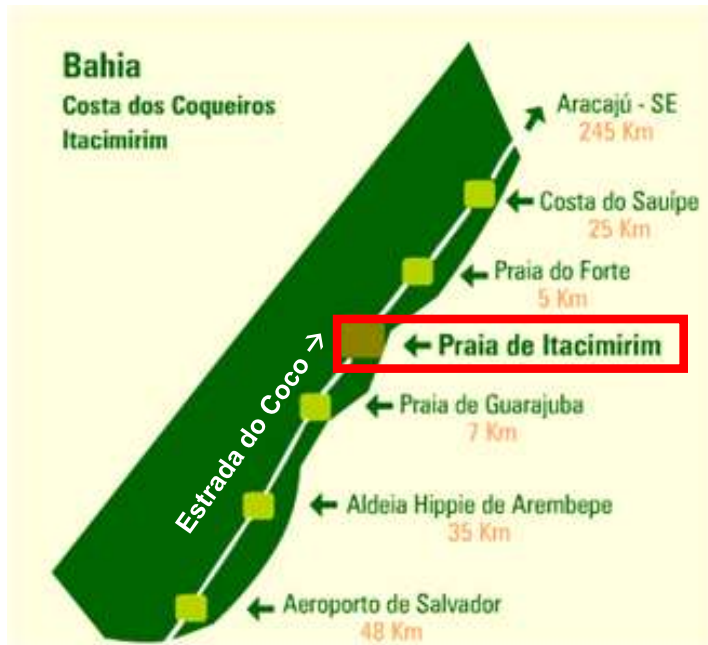 Bahia
Costa dos Coqueiros
Itacimirim
Aracajú - SE
245 Km
Costa do Sauípe
25 Km
Praia do Forte
5 Km
Praia de Itacimirim
Estrada do Coco
Praia de Guarajuba
7 Km
Aldeia Hippie de Arembepe
35 Km
Aeroporto de Salvador
48 Km